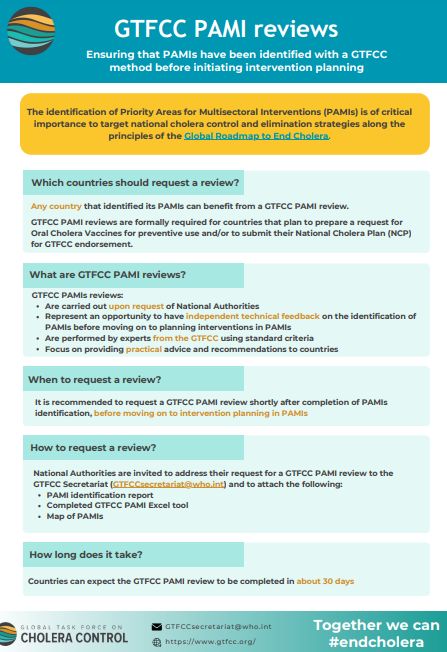 GTFCC PAMI reviews
Ensuring that PAMIs have been identified with a GTFCC
method before initiating intervention planning
The identification of Priority Areas for Multisectoral Interventions (PAMIs) is of critical
importance to target national cholera control and elimination strategies along the
principles of the Global Roadmap to End Cholera.
Which countries should request a review?
Any country that identified its PAMIs can benefit from a GTFCC PAMI review.
GTFCC PAMI reviews are formally required for countries that plan to prepare a request for
Oral Cholera Vaccines for preventive use and/or to submit their National Cholera Plan (NCP)
for GTFCC endorsement.
What are GTFCC PAMI reviews?
GTFCC PAMIs reviews:
• Are carried out upon request of National Authorities
• Represent an opportunity to have independent technical feedback on the identification of
PAMIs before moving on to planning interventions in PAMIs
• Are performed by experts from the GTFCC using standard criteria
• Focus on providing practical advice and recommendations to countries
When to request a review?
It is recommended to request a GTFCC PAMI review shortly after completion of PAMIs
identification, before moving on to intervention planning in PAMIs
How to request a review?
National Authorities are invited to address their request for a GTFCC PAMI review to the
GTFCC Secretariat (GTFCCsecretariat@who.int) and to attach the following:
• PAMI identification report
• Completed GTFCC PAMI Excel tool
• Map of PAMIs
How long does it take?
Countries can expect the GTFCC PAMI review to be completed in about 30 days
GLOBAL TASK FORCE ON
CHOLERA CONTROL
GTFCCsecretariat@who.int
https://www.gtfcc.org/
Together we can
#endcholera